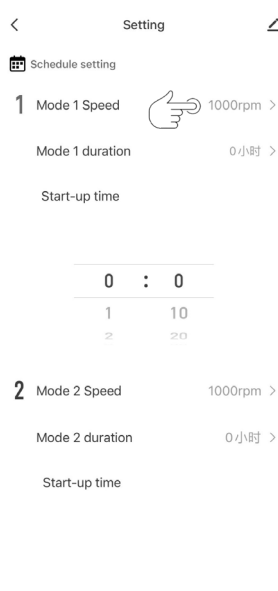 Setting
Schedule setting
1 Mode 1 Speed 1000rpm >
Mode 1 duration 0小时 >
Start-up time
0 : 0
1 10
2 20
2 Mode 2 Speed 1000rpm >
Mode 2 duration 0小时 >
Start-up time